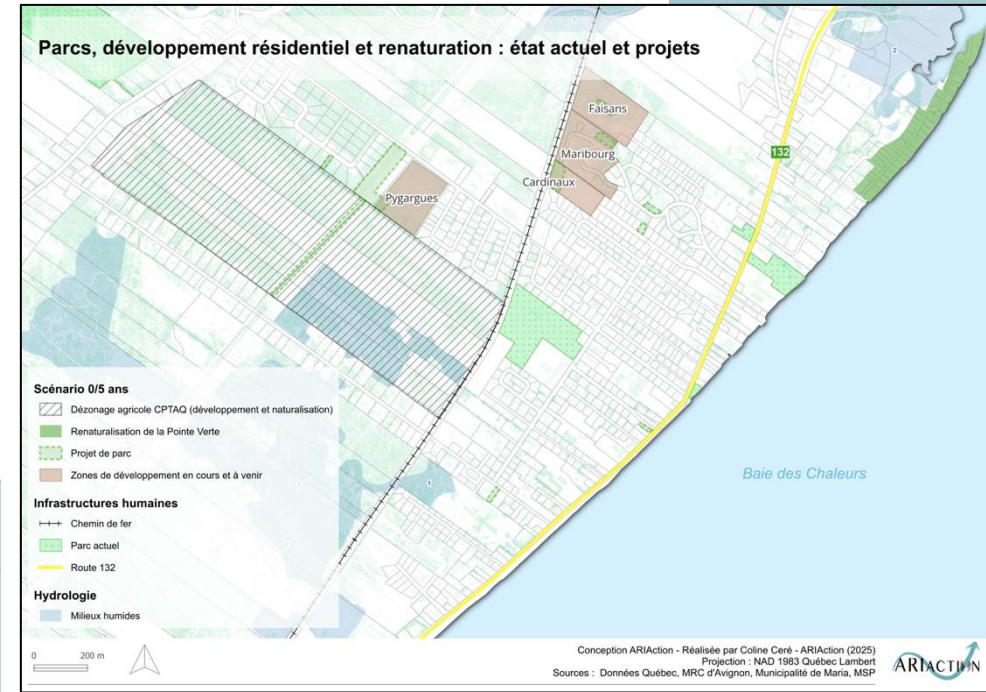 Parcs, développement résidentiel et renaturation : état actuel et projets
Faisans
Maribourg
Cardinaux
Pygargues
132
Scénario 0/5 ans
Dézonage agricole CPTAQ (développement et naturalisation)
Renaturalisation de la Pointe Verte
Projet de parc
Zones de développement en cours et à venir
Infrastructures humaines
Chemin de fer
Parc actuel
Route 132
Hydrologie
Milieux humides
Baie des Chaleurs
0 200 m
Conception ARIAction - Réalisée par Coline Ceré - ARIAction (2025)
Projection : NAD 1983 Québec Lambert
Sources : Données Québec, MRC d'Avignon, Municipalité de Maria, MSP
ARIACTION